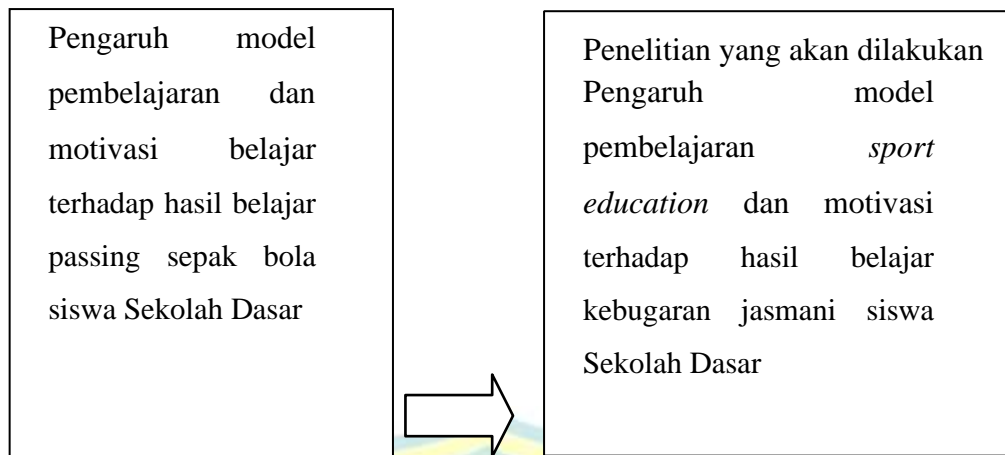 Pengaruh model
pembelajaran dan
motivasi belajar
terhadap hasil belajar
passing sepak bola
siswa Sekolah Dasar
Penelitian yang akan dilakukan
Pengaruh model
pembelajaran sport
education dan motivasi
terhadap hasil belajar
kebugaran jasmani siswa
Sekolah Dasar